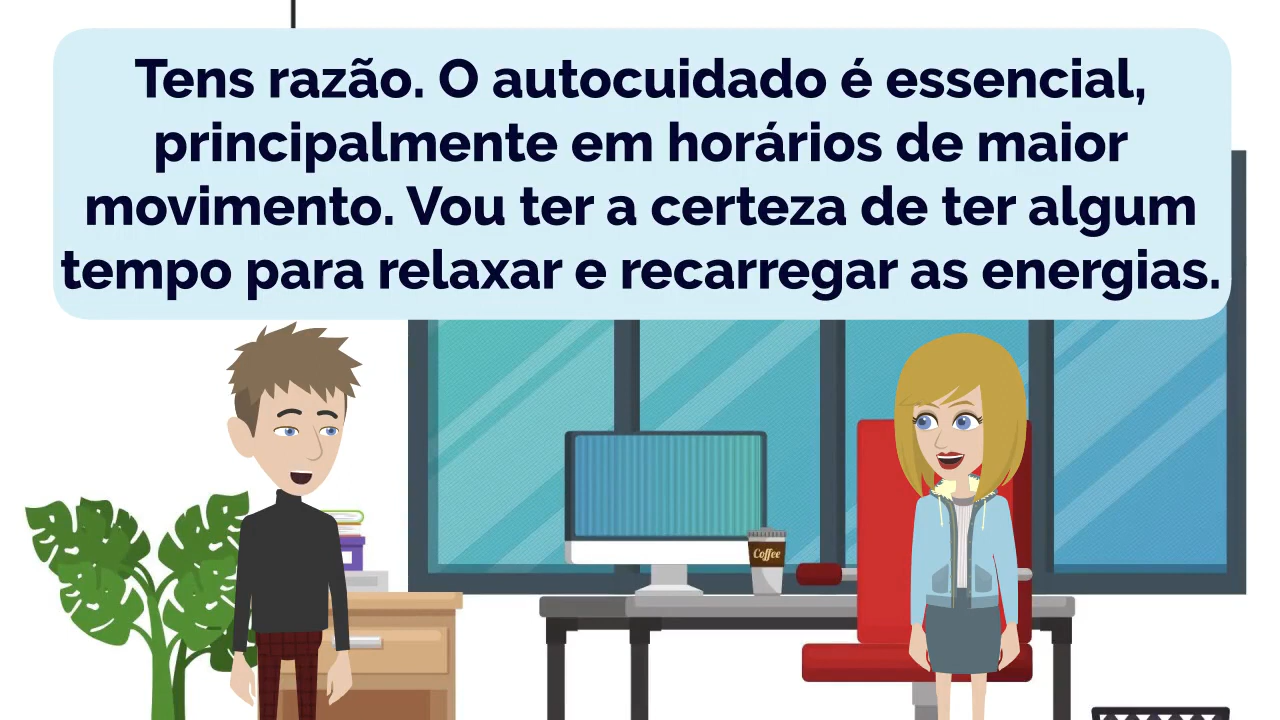 Tens razão. O autocuidado é essencial,
principalmente em horários de maior
movimento. Vou ter a certeza de ter algum
tempo para relaxar e recarregar as energias.
Coffee